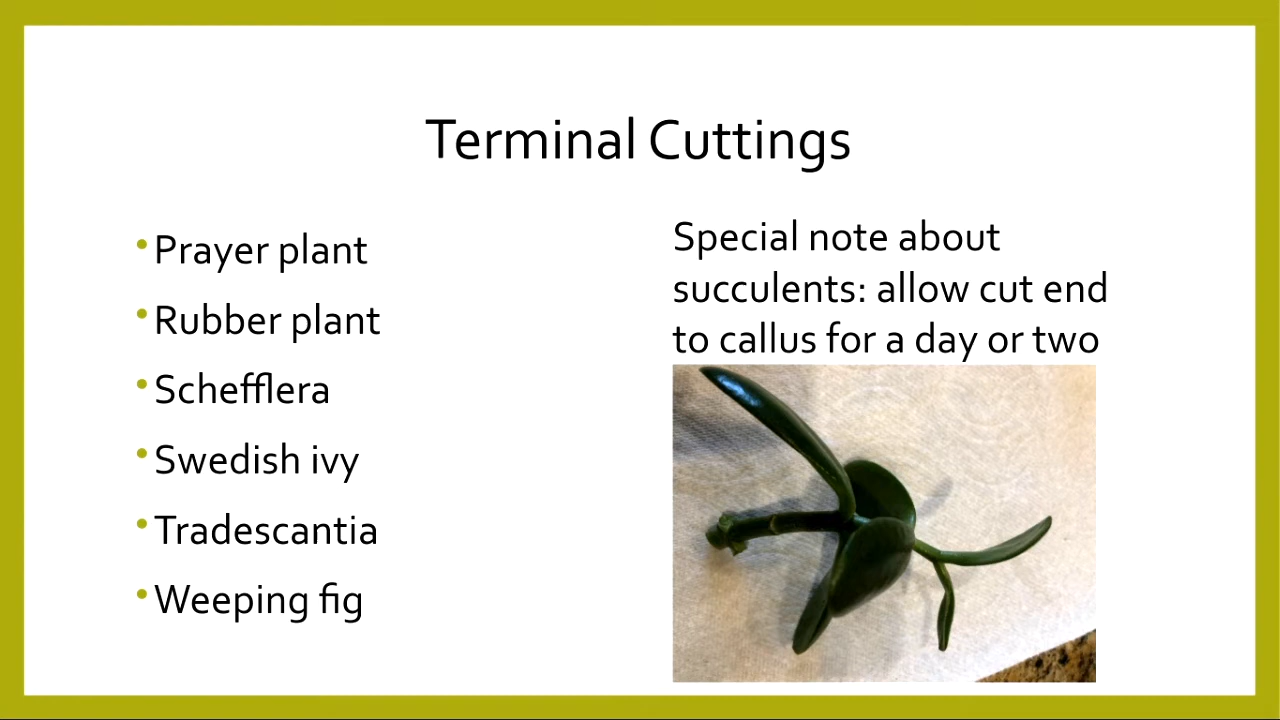 Terminal Cuttings
• Prayer plant
• Rubber plant
• Schefflera
• Swedish ivy
• Tradescantia
• Weeping fig
Special note about
succulents: allow cut end
to callus for a day or two